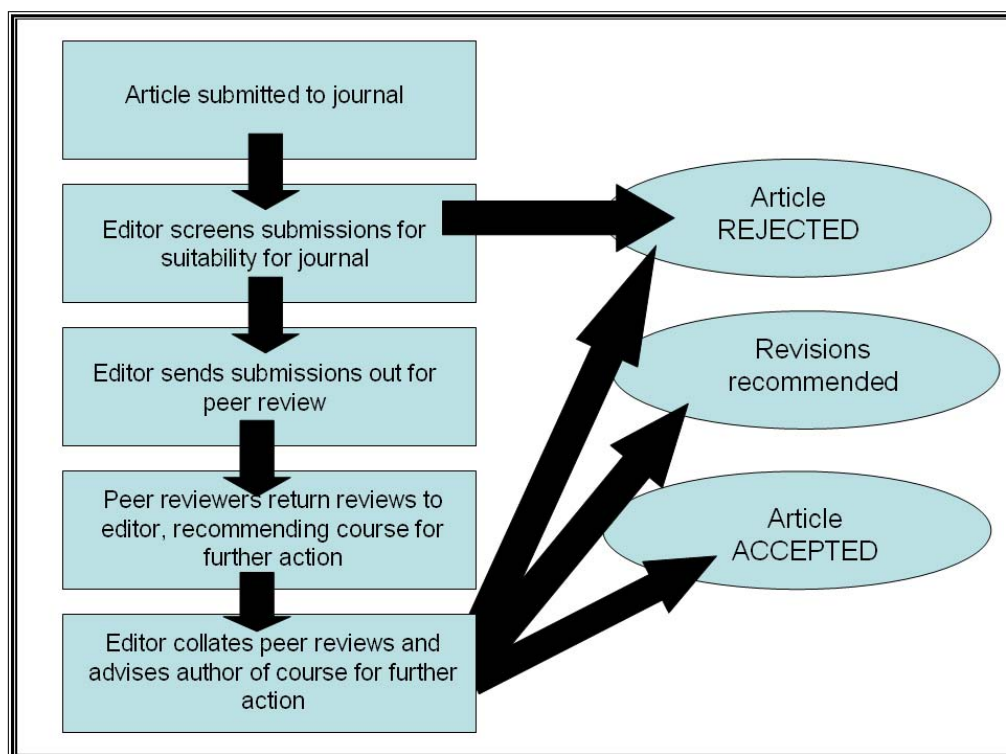 Article submitted to journal
Editor screens submissions for
suitability for journal
Editor sends submissions out for
peer review
Peer reviewers return reviews to
editor, recommending course for
further action
Editor collates peer reviews and
advises author of course for further
action
Article
REJECTED
Revisions
recommended
Article
ACCEPTED